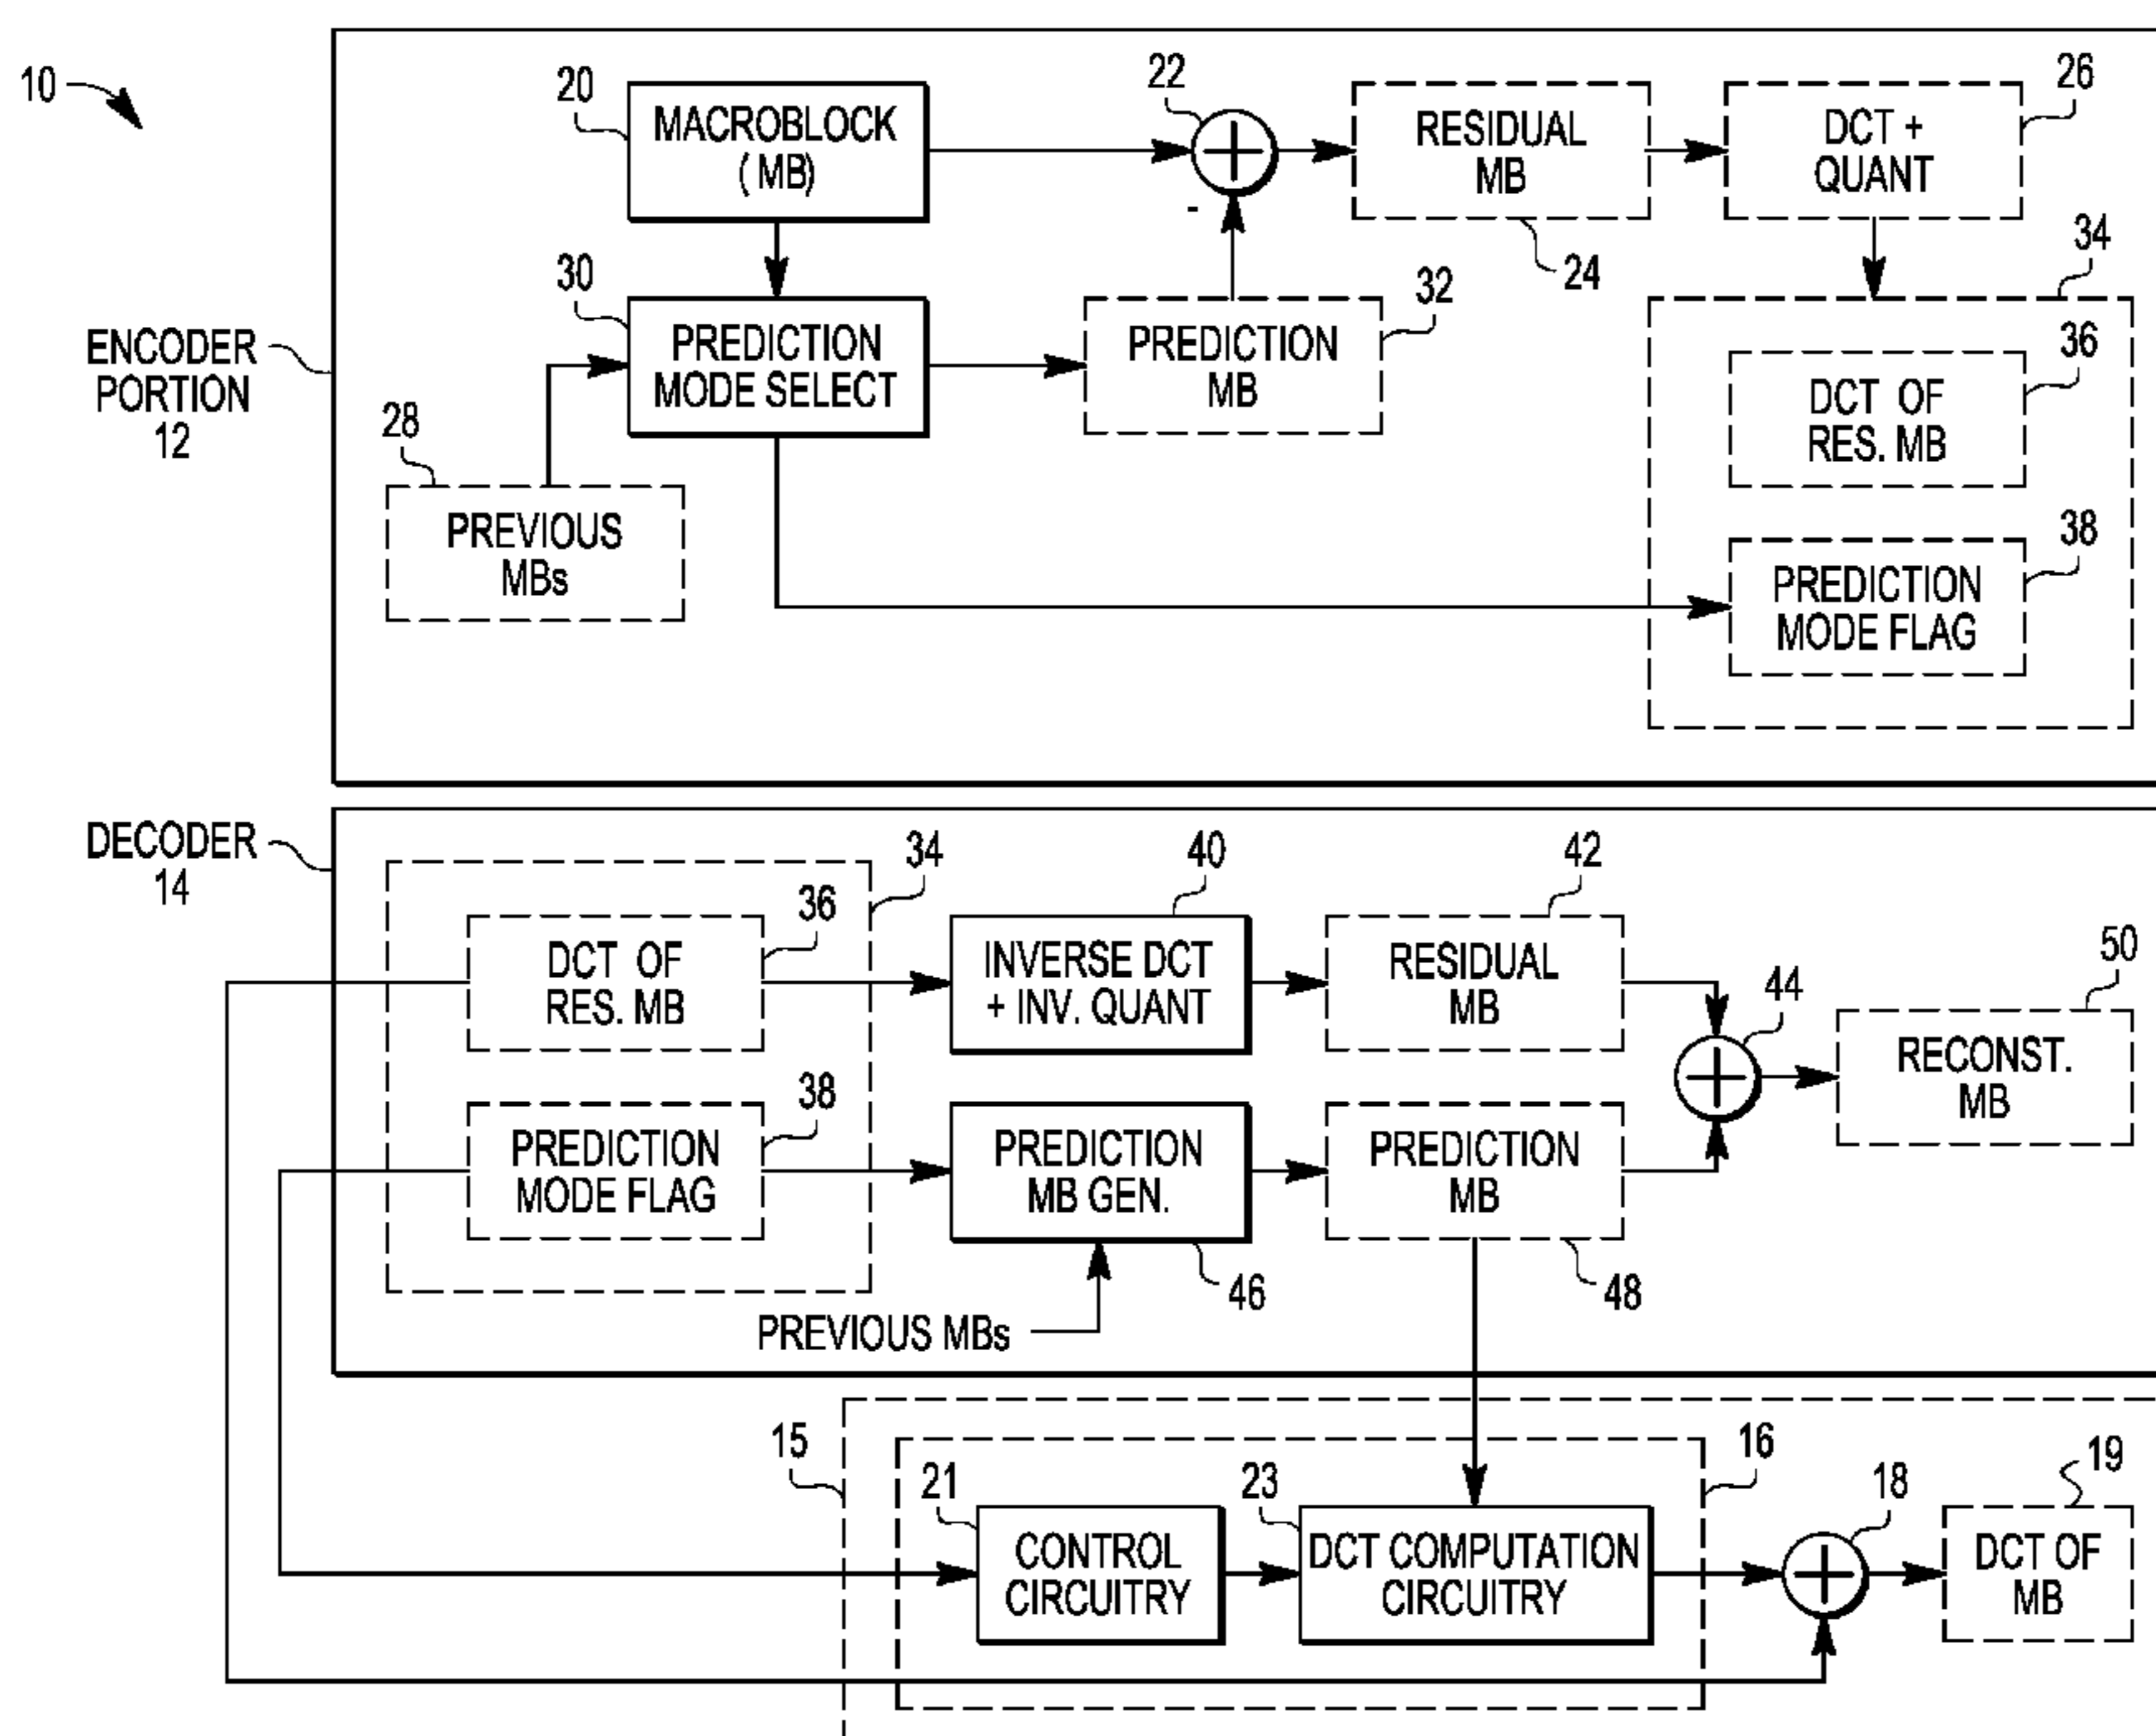 10
20
MACROBLOCK
( MB)
22
-
RESIDUAL
MB
24
DCT +
QUANT
26
30
PREDICTION
MODE SELECT
PREDICTION
MB
32
34
36
DCT OF
RES. MB
ENCODER
PORTION
12
28
PREVIOUS
MBs
38
PREDICTION
MODE FLAG
DECODER
14
34
36
DCT OF
RES. MB
40
INVERSE DCT
+ INV. QUANT
42
RESIDUAL
MB
44
50
RECONST.
MB
38
PREDICTION
MODE FLAG
PREDICTION
MB GEN.
46
PREDICTION
MB
48
PREVIOUS MBs
15
16
21
CONTROL
CIRCUITRY
23
DCT COMPUTATION
CIRCUITRY
18
19
DCT OF
MB